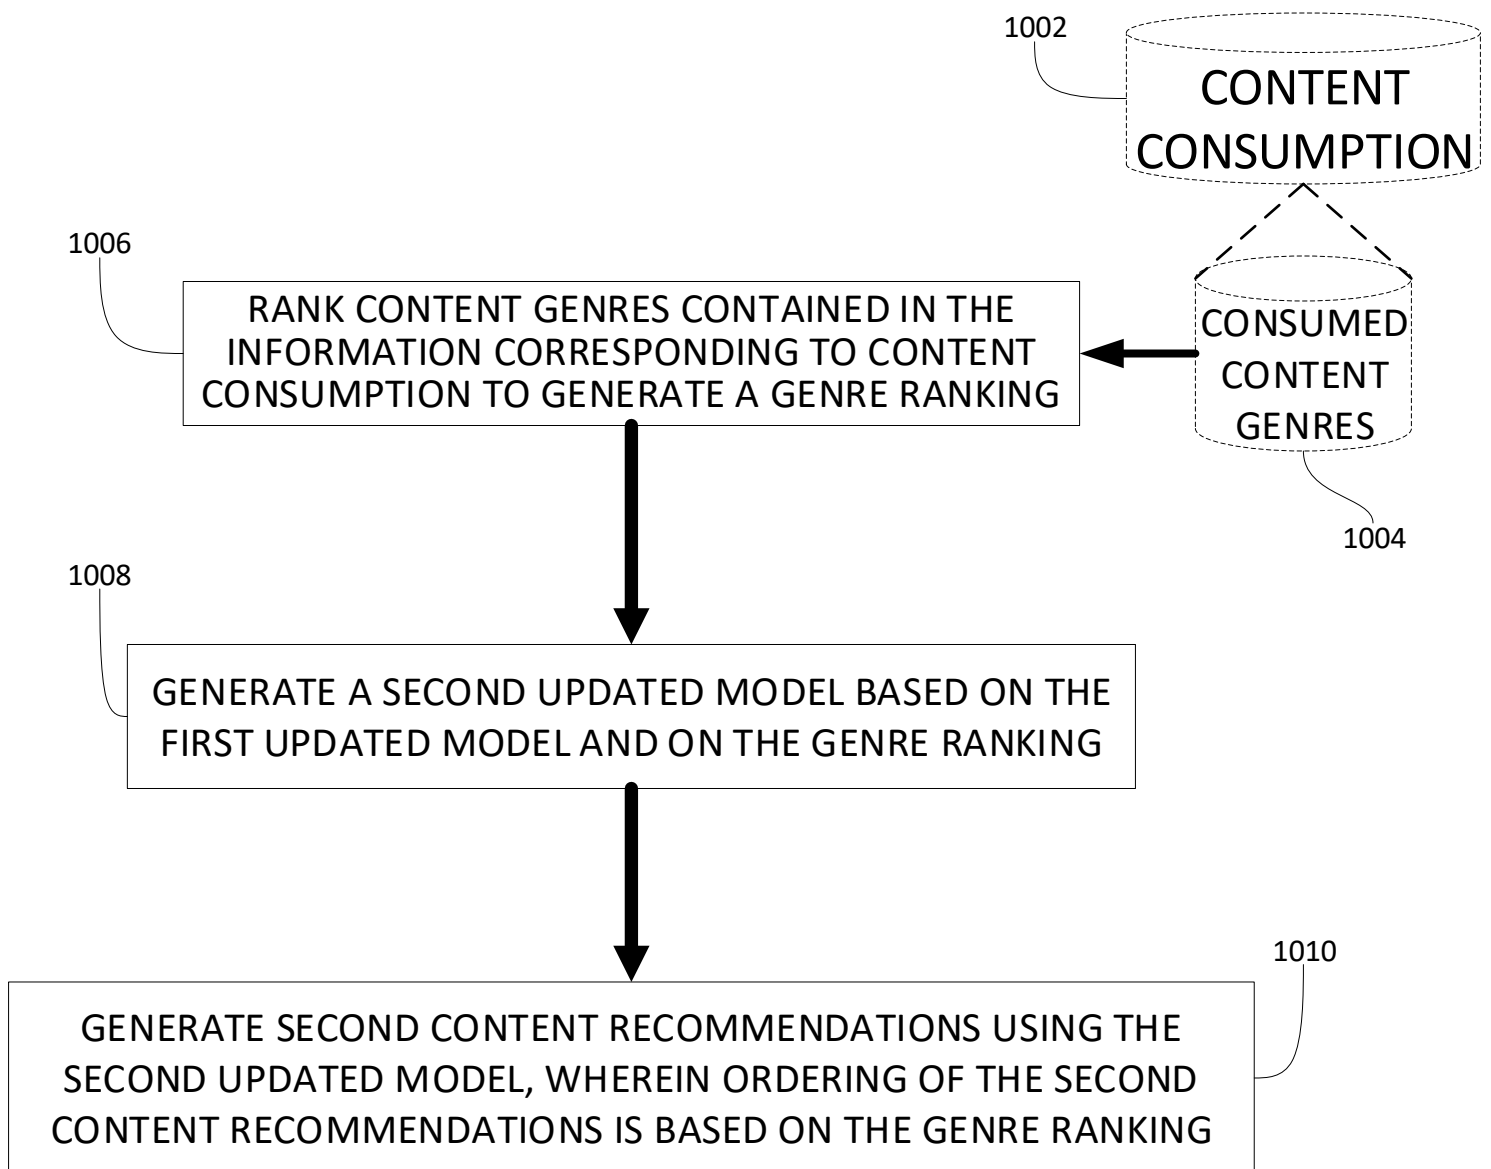 1002
CONTENT
CONSUMPTION
1006
RANK CONTENT GENRES CONTAINED IN THE
INFORMATION CORRESPONDING TO CONTENT
CONSUMPTION TO GENERATE A GENRE RANKING
CONSUMED
CONTENT
GENRES
1004
1008
GENERATE A SECOND UPDATED MODEL BASED ON THE
FIRST UPDATED MODEL AND ON THE GENRE RANKING
1010
GENERATE SECOND CONTENT RECOMMENDATIONS USING THE
SECOND UPDATED MODEL, WHEREIN ORDERING OF THE SECOND
CONTENT RECOMMENDATIONS IS BASED ON THE GENRE RANKING